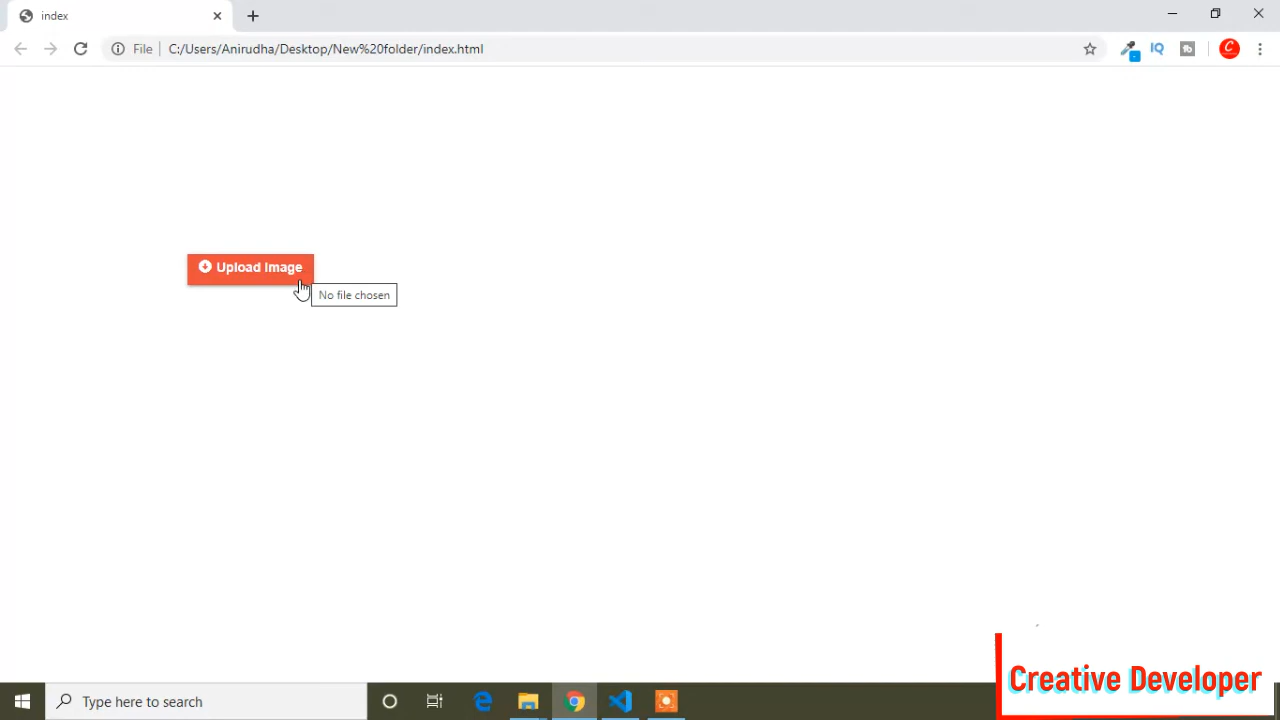 index
File
C:/Users/Anirudha/Desktop/New%20folder/index.html
IQ
Upload Image
No file chosen
Creative Developer
Type here to search